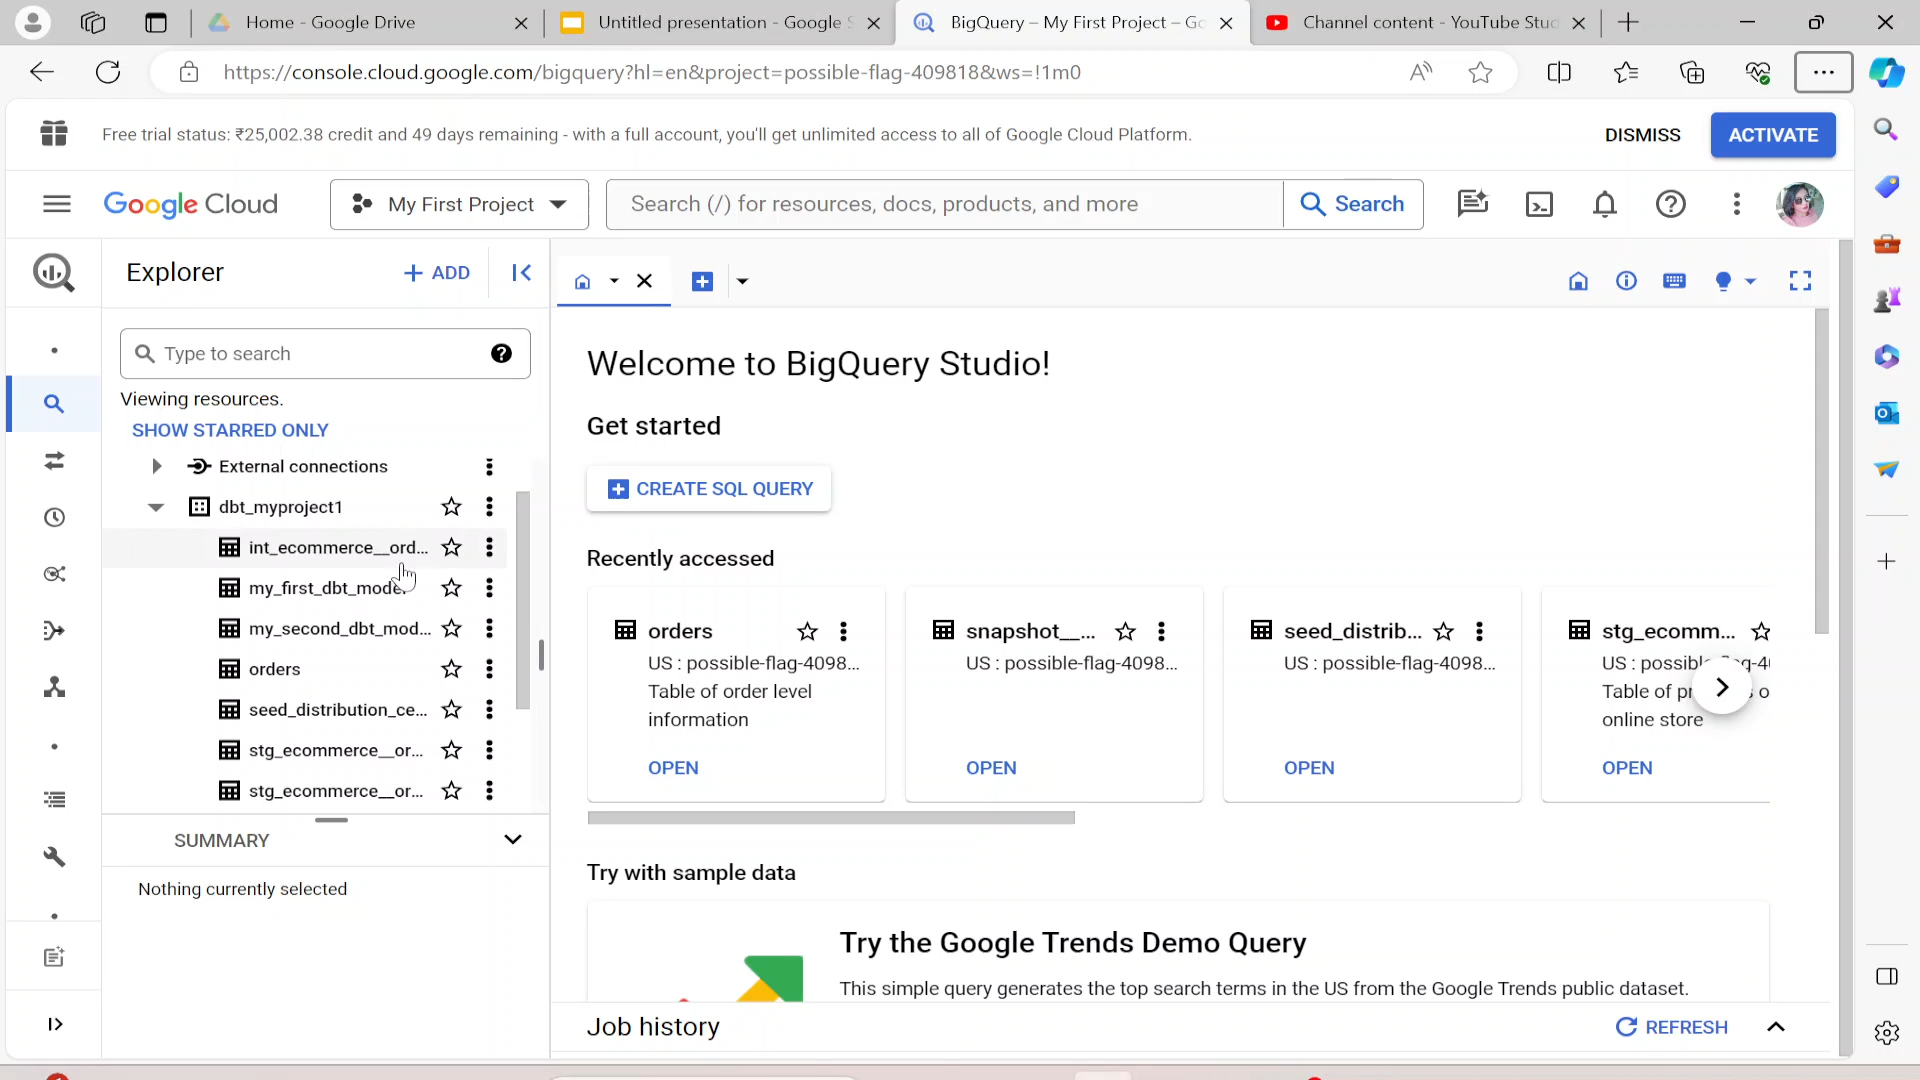 Home - Google Drive
Untitled presentation - Google S
BigQuery – My First Project – Go
Channel content - YouTube Stud
https://console.cloud.google.com/bigquery?hl=en&project=possible-flag-409818&ws=!1m0
Free trial status: ₹25,002.38 credit and 49 days remaining - with a full account, you'll get unlimited access to all of Google Cloud Platform.
DISMISS
ACTIVATE
Google Cloud
My First Project
Search (/) for resources, docs, products, and more
Search
Explorer
+ ADD
Type to search
Viewing resources.
SHOW STARRED ONLY
External connections
dbt_myproject1
int_ecommerce__ord...
my_first_dbt_model
my_second_dbt_mod...
orders
seed_distribution_ce...
stg_ecommerce__or...
stg_ecommerce__or...
SUMMARY
Nothing currently selected
Welcome to BigQuery Studio!
Get started
CREATE SQL QUERY
Recently accessed
orders
US : possible-flag-4098...
Table of order level
information
OPEN
snapshot__...
US : possible-flag-4098...
OPEN
seed_distrib...
US : possible-flag-4098...
OPEN
stg_ecomm...
Table of
online store
OPEN
Try with sample data
Try the Google Trends Demo Query
This simple query generates the top search terms in the US from the Google Trends public dataset.
Job history
REFRESH